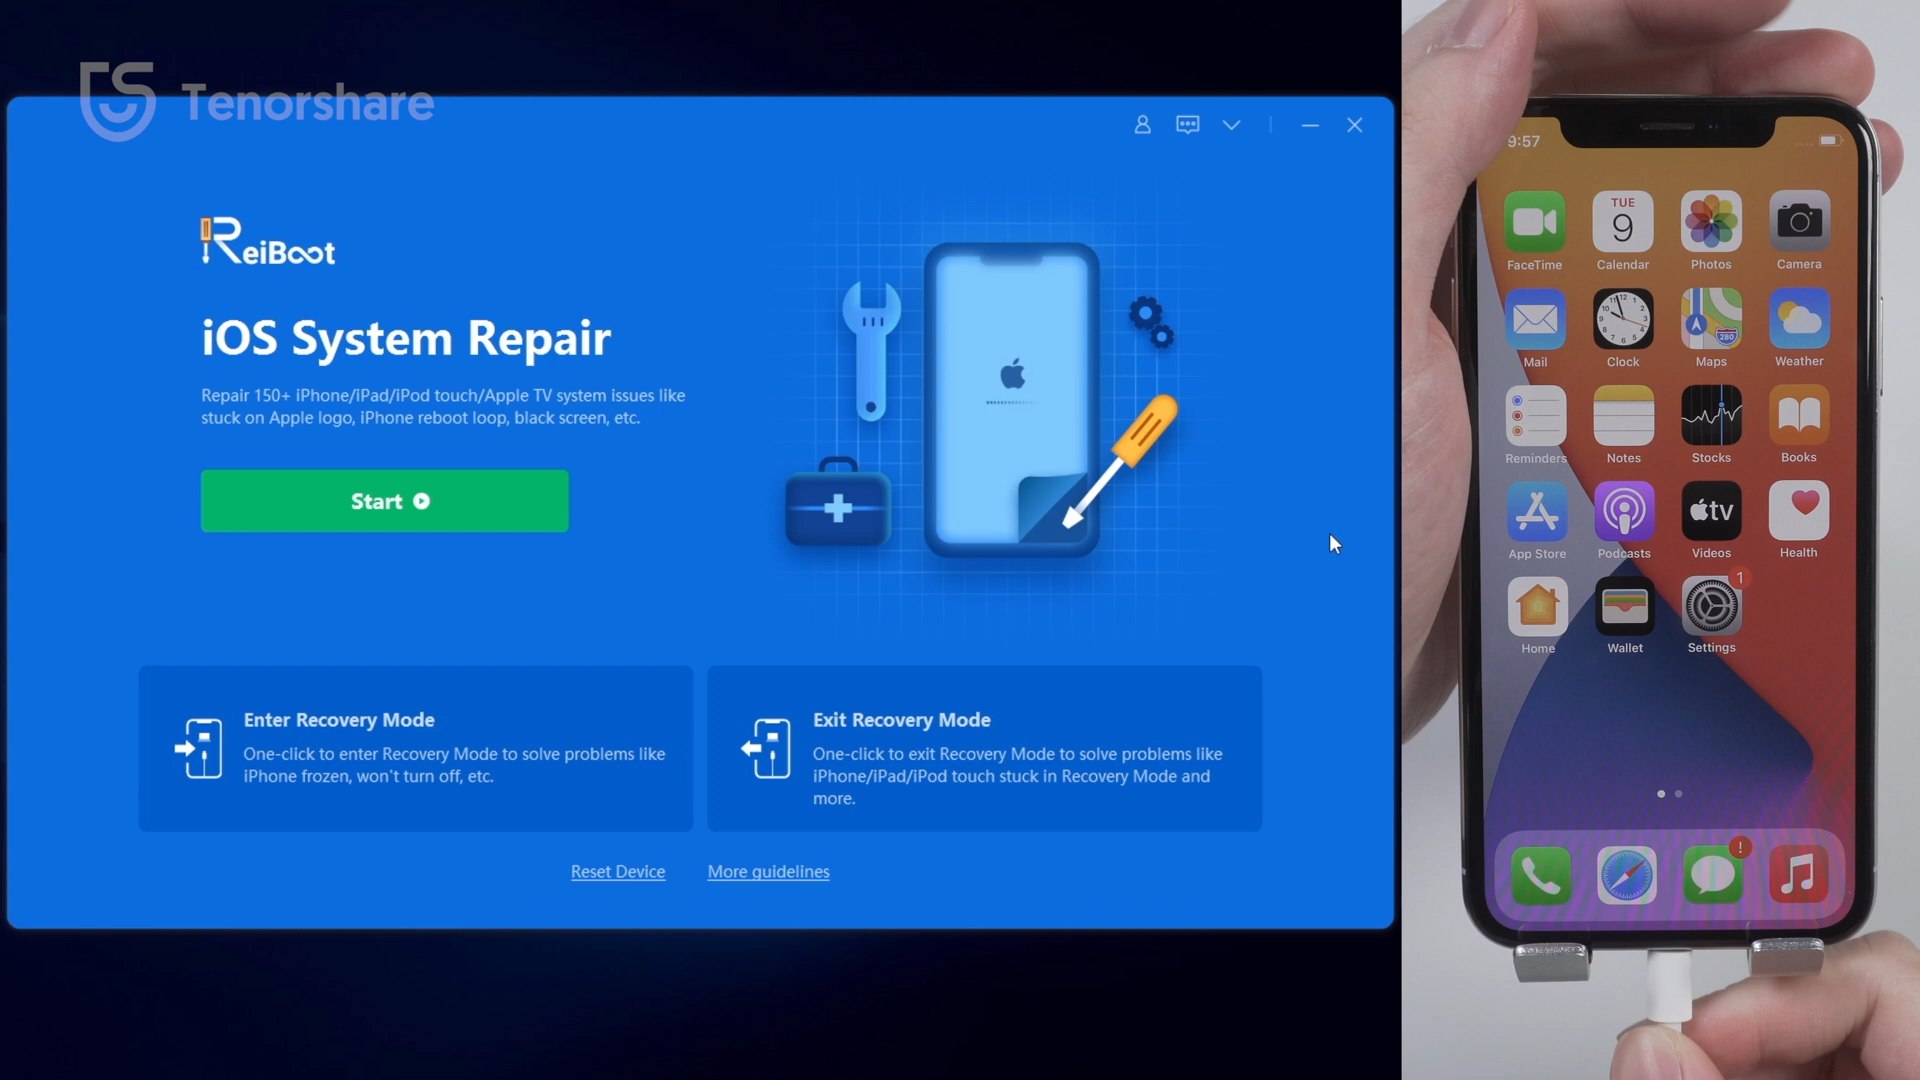 Tenorshare
ReiBoot
iOS System Repair
Repair 150+ iPhone/iPad/iPod touch/Apple TV system issues like
stuck on Apple logo, iPhone reboot loop, black screen, etc.
Start
Enter Recovery Mode
One-click to enter Recovery Mode to solve problems like
iPhone frozen, won't turn off, etc.
Exit Recovery Mode
One-click to exit Recovery Mode to solve problems like
iPhone/iPad/iPod touch stuck in Recovery Mode and
more.
Reset Device
More guidelines
9:57
TUE
9
FaceTime
Calendar
Photos
Camera
280
Mail
Clock
Maps
Weather
Reminders
Notes
Stocks
Books
tv
App Store
Podcasts
Videos
Health
1
Home
Wallet
Settings
!